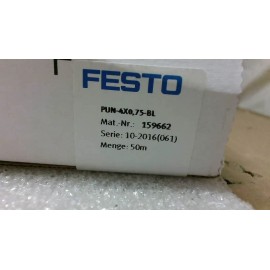 FESTO
PUN-4X0,75-BL
Mat.-Nr.: 159662
Serie: 10-2016(061)
Menge: 50m